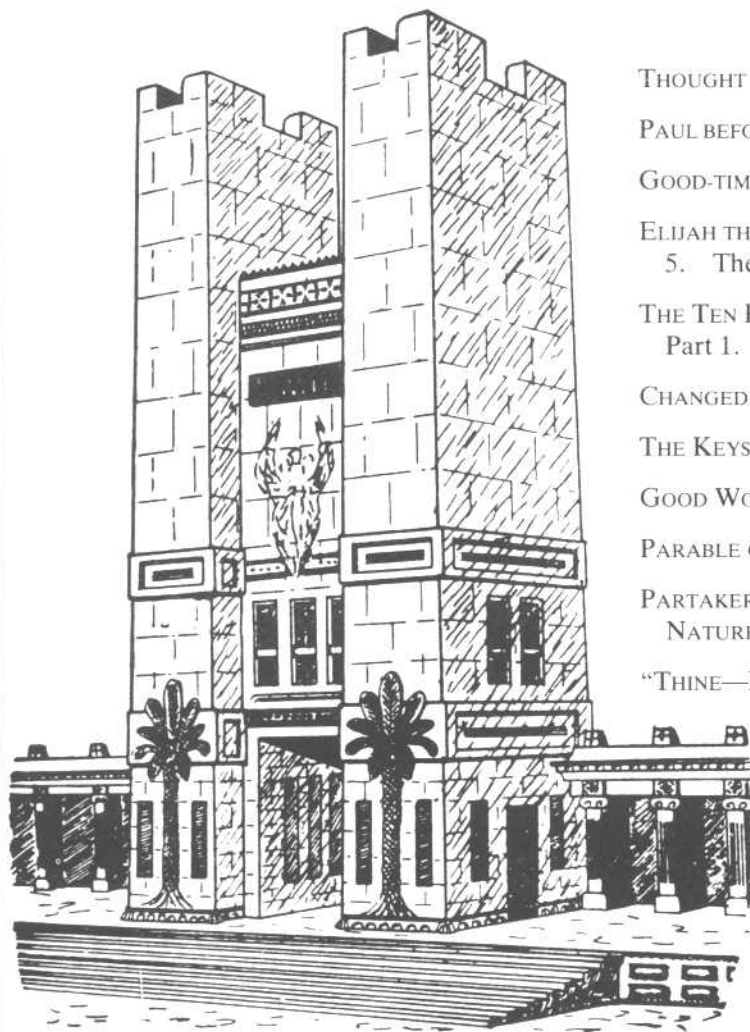 THOUGHT
PAUL BEFO
GOOD-TIM
ELIJAH TH
5. The
THE TEN
Part 1.
CHANGED
THE KEYS
GOOD WO
PARABLE
PARTAKER
NATURE
"THINE—